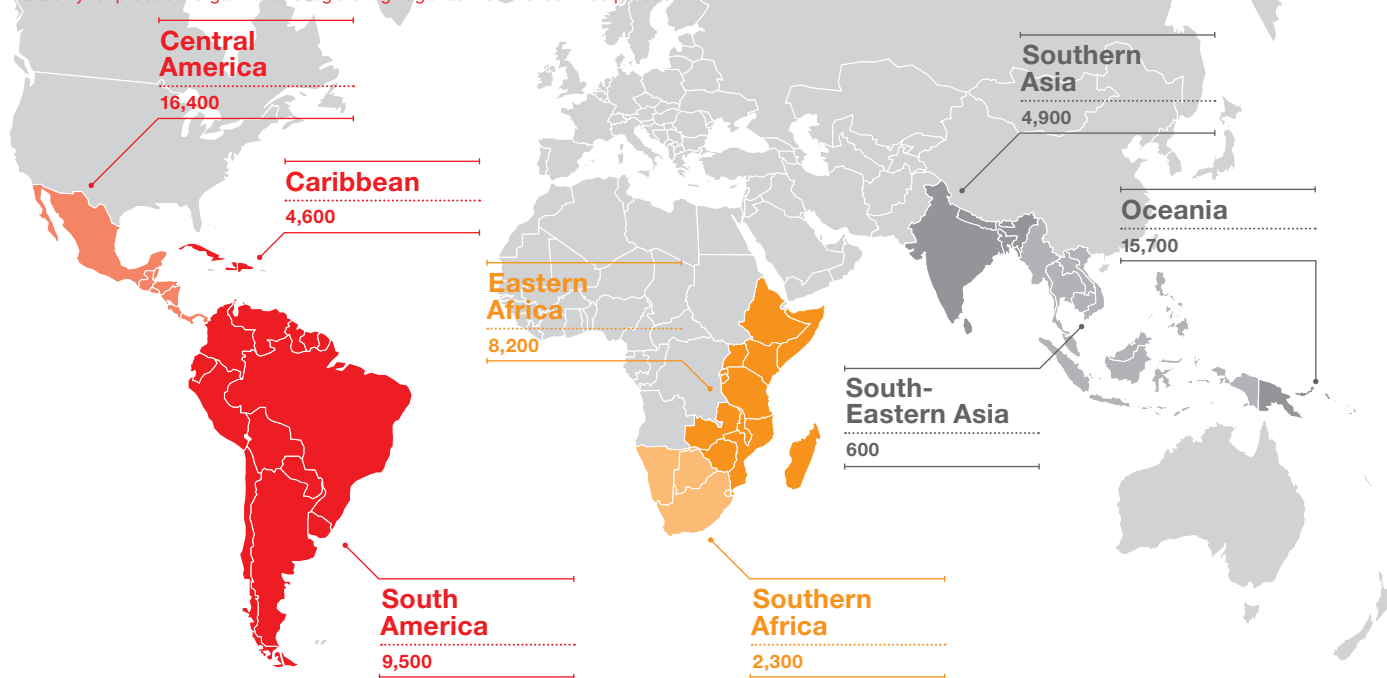 Central
America
16,400
Caribbean
4,600
South
America
9,500
Eastern
Africa
8,200
Southern
Africa
2,300
Southern
Asia
4,900
Oceania
15,700
South-
Eastern Asia
600